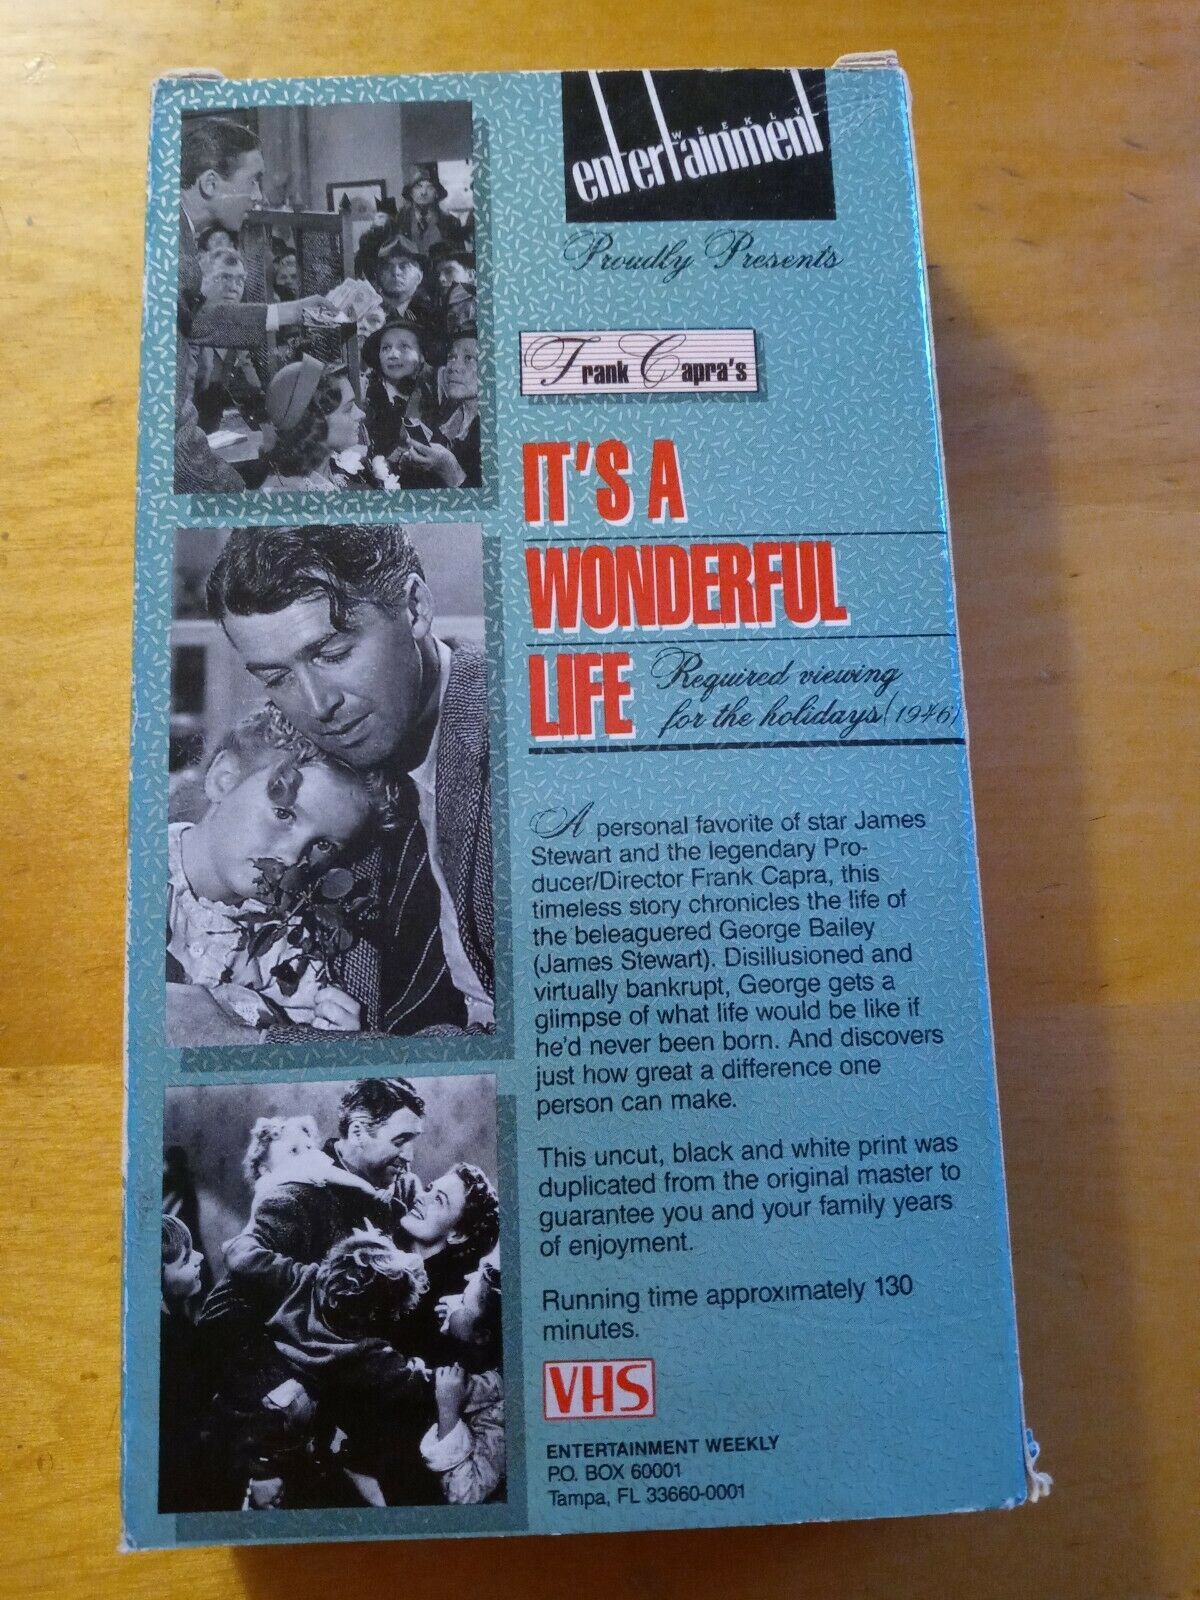 WEEKLY
entertainment
Proudly Presents
Frank Capra's
IT'S A
WONDERFUL
LIFE
Required viewing
for the holidays (1946)
A personal favorite of star James
Stewart and the legendary Pro-
ducer/Director Frank Capra, this
timeless story chronicles the life of
the beleaguered George Bailey
(James Stewart). Disillusioned and
virtually bankrupt, George gets a
glimpse of what life would be like if
he'd never been born. And discovers
just how great a difference one
person can make.
This uncut, black and white print was
duplicated from the original master to
guarantee you and your family years
of enjoyment.
Running time approximately 130
minutes.
VHS
ENTERTAINMENT WEEKLY
P.O. BOX 60001
Tampa, FL 33660-0001